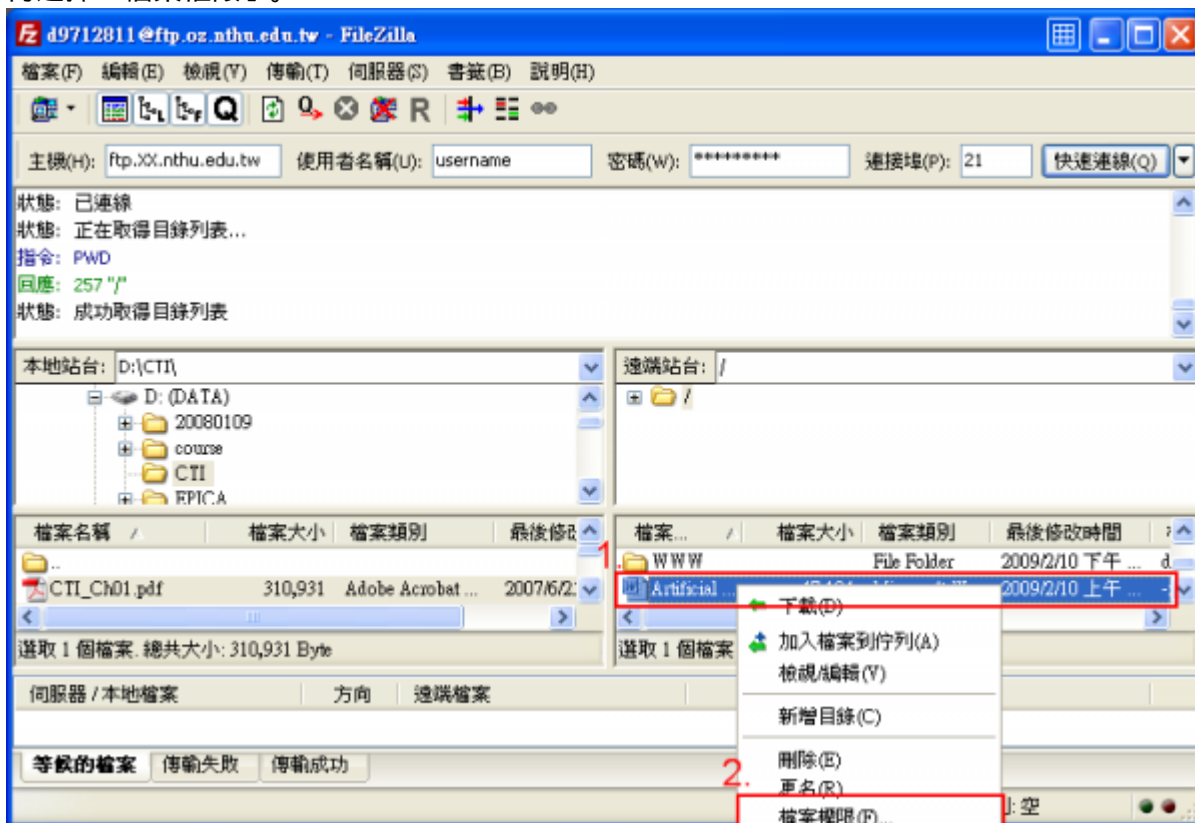 d9712811@ftp.oz.nthu.edu.tw - FileZilla
檔案(F) 編輯(E) 檢視(V) 傳輸(T) 伺服器(S) 書籤(B) 說明(H)
主機(H): ftp.XX.nthu.edu.tw 使用者名稱(U): username 密碼(W): ********* 連接埠(P): 21 快速連線(Q)
狀態: 已連線
狀態: 正在取得目錄列表...
指令: PWD
回應: 257 "/"
狀態: 成功取得目錄列表
本地站台: D:\CTI\ 遠端站台: /
D: (DATA) /
20080109
course
CTI
EPICA
檔案名稱 / 檔案大小 檔案類別 最後修改 檔案... / 檔案大小 檔案類別 最後修改時間
1.
.. WWW File Folder 2009/2/10 下午 ... d
CTI_Ch01.pdf 310,931 Adobe Acrobat ... 2007/6/2 Artificial ... 2009/2/10 上午 ...
下載(D)
選取 1 個檔案. 總共大小: 310,931 Byte 選取 1 個檔案
加入檔案到佇列(A)
檢視/編輯(V)
伺服器 / 本地檔案 方向 遠端檔案
新增目錄(C)
等候的檔案 傳輸失敗 傳輸成功
刪除(E)
2.
更名(R)
檔案權限(F)...
: 空